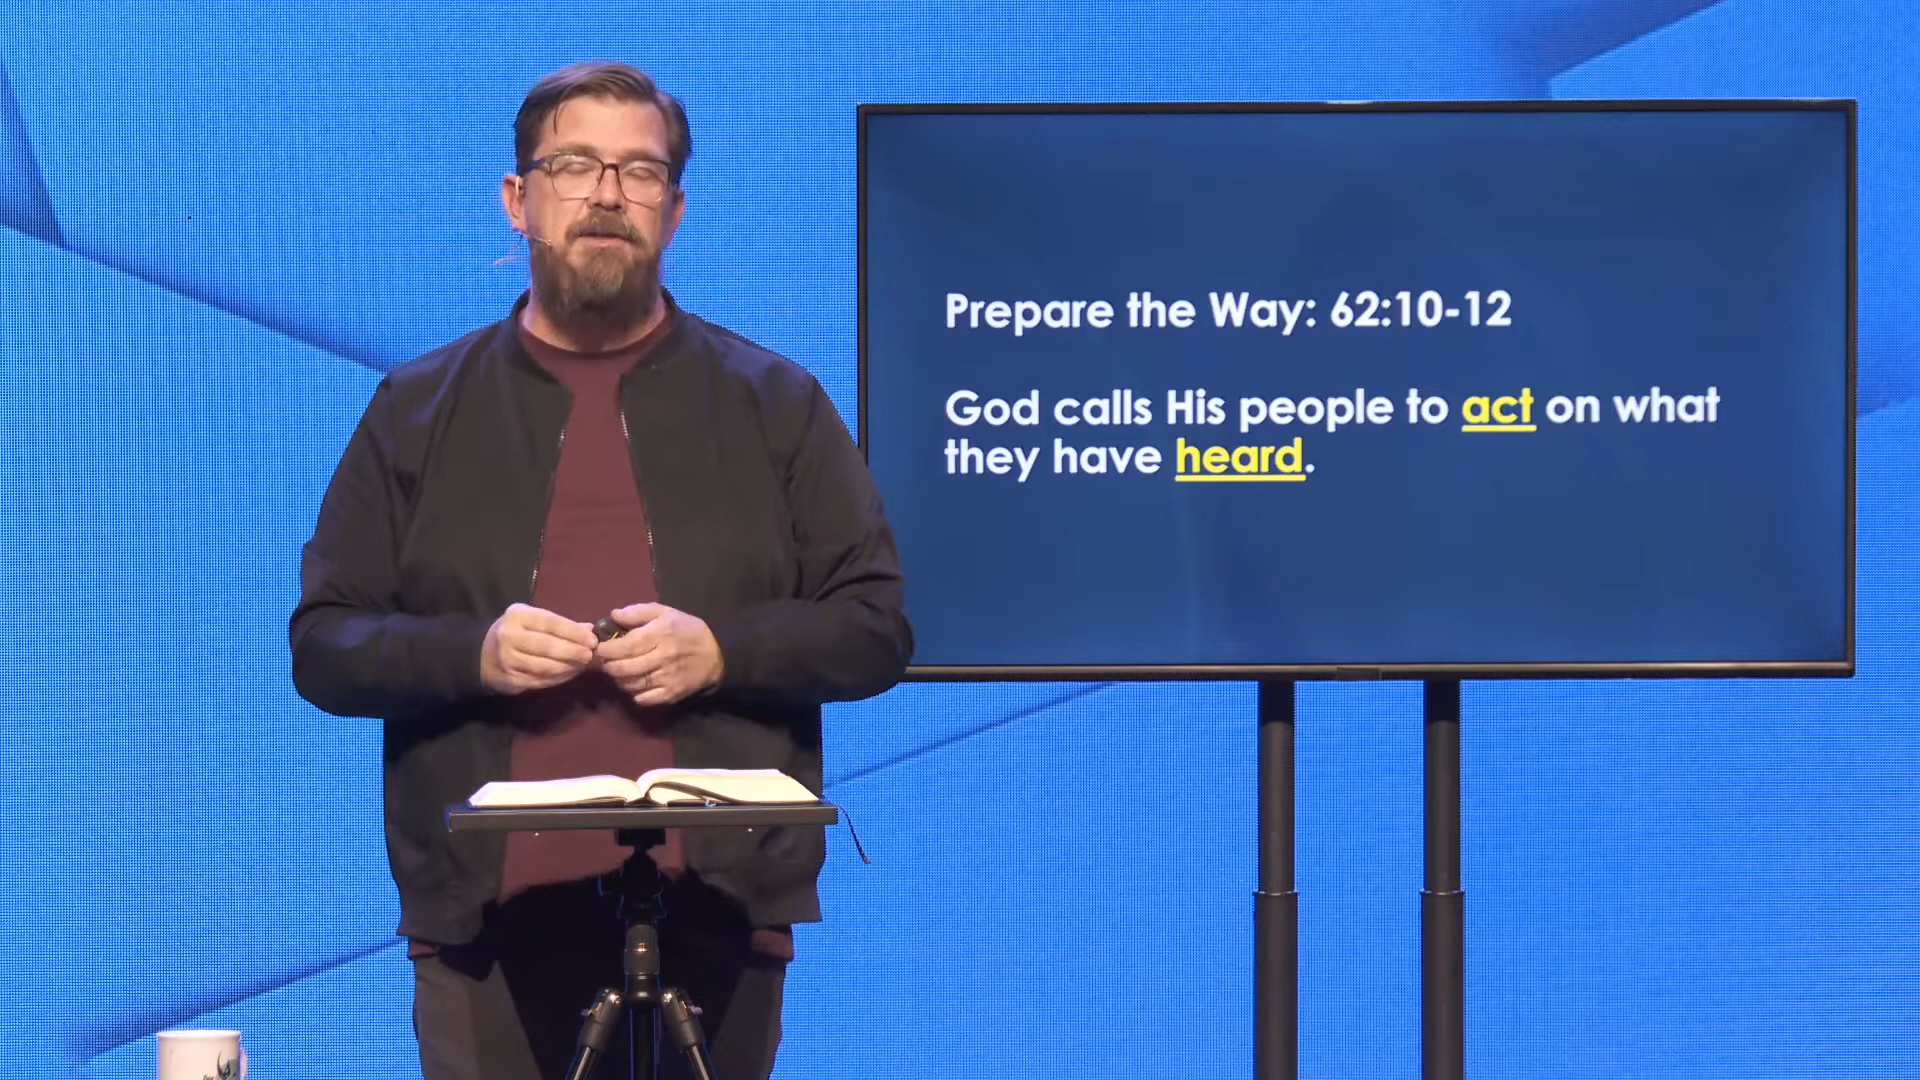 Prepare the Way: 62:10-12
God calls His people to act on what
they have heard.